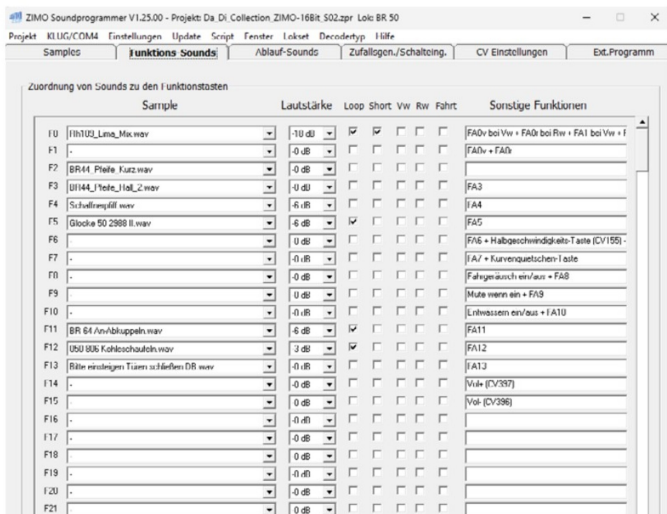 ZIMO Soundprogrammer V1.25.00 - Projekt: Da_Di_Collection_ZIMO-16Bit_S02.zpr Lok: BR 50
Projekt KLUG/COM4 Einstellungen Update Script Fenster Lokset Decodertyp Hilfe
Samples Funktions-Sounds Ablauf-Sounds Zufallsgen./Schalteing. CV Einstellungen Ext.Programm
Zuordnung von Sounds zu den Funktionstasten
Sample Lautstärke Loop Short Vw Rw Fahrt Sonstige Funktionen
F0 Rh103_Lima_Mix.wav -10 dB FA0v bei Vw + FA0r bei Rw + FA1 bei Vw + F
F1 - -0 dB FA0v + FA0r
F2 BR44_Pfeife_Kurz.wav -0 dB
F3 BR44_Pfeife_Hall_2.wav -0 dB FA3
F4 Schaffnerpfiff.wav -6 dB FA4
F5 Glocke 50 2988 II.wav -6 dB FA5
F6 - 0 dB FA6 + Halbgeschwindigkeits-Taste (CV155) -
F7 - -0 dB FA7 + Kurvenquietschen-Taste
F8 - -0 dB Fahrgeräusch ein/aus + FA8
F9 - 0 dB Mute wenn ein + FA9
F10 - -0 dB Entwässern ein/aus + FA10
F11 BR 64 An-Abkuppeln.wav -6 dB FA11
F12 050 806 Kohleschaufeln.wav 3 dB FA12
F13 Bitte einsteigen Türen schließen DB.wav -0 dB FA13
F14 - -0 dB Vol+ (CV397)
F15 - 0 dB Vol- (CV396)
F16 - -0 dB
F17 - -0 dB
F18 - 0 dB
F19 - -0 dB
F20 - -0 dB
F21 - 0 dB